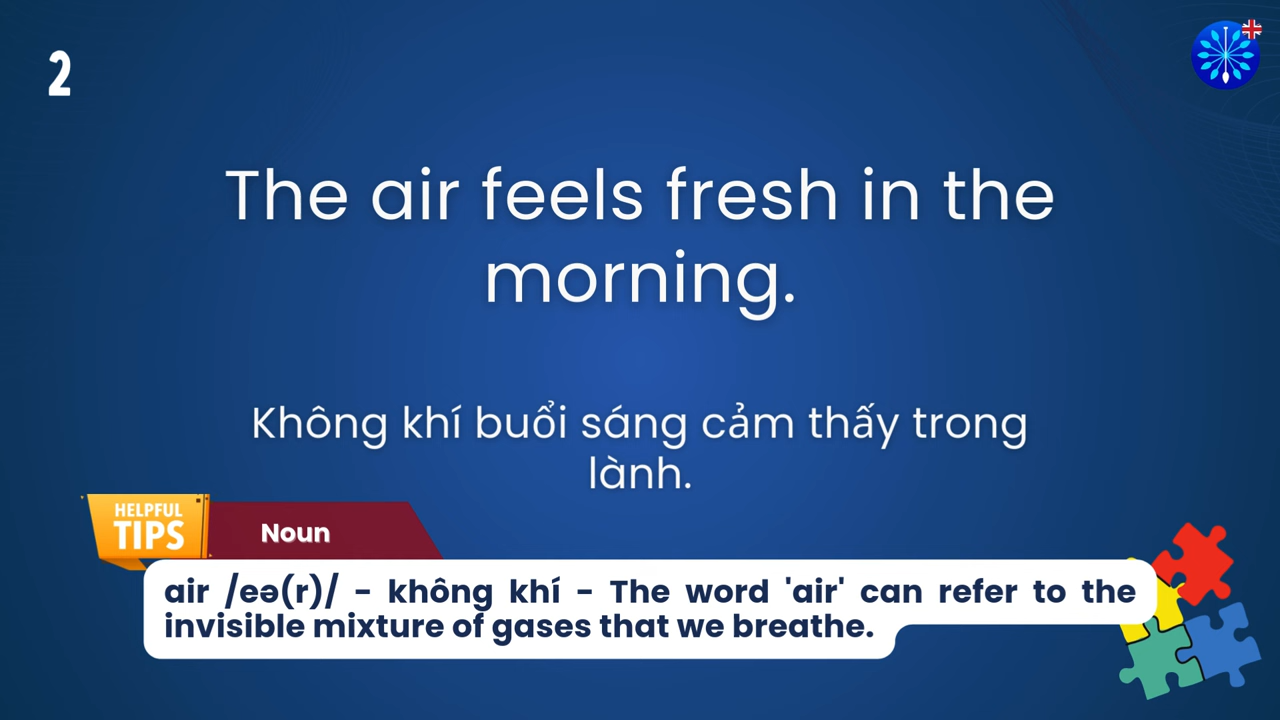 2
The air feels fresh in the
morning.
Không khí buổi sáng cảm thấy trong
lành.
HELPFUL
TIPS
Noun
air /eə(r)/ - không khí - The word 'air' can refer to the
invisible mixture of gases that we breathe.